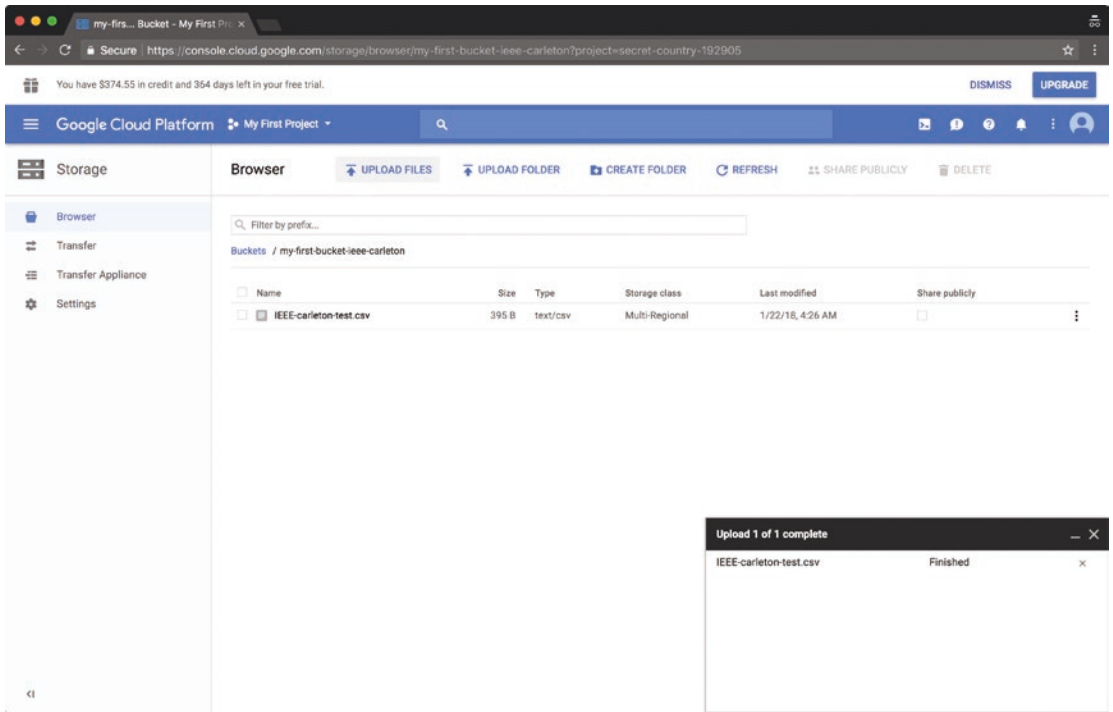 my-firs... Bucket - My First Pro
Secure https://console.cloud.google.com/storage/browser/my-first-bucket-ieee-carleton?project=secret-country-192905
You have $374.55 in credit and 364 days left in your free trial. DISMISS UPGRADE
Google Cloud Platform My First Project
Storage Browser UPLOAD FILES UPLOAD FOLDER CREATE FOLDER REFRESH SHARE PUBLICLY DELETE
Browser
Transfer
Transfer Appliance
Settings
Filter by prefix...
Buckets / my-first-bucket-ieee-carleton
Name Size Type Storage class Last modified Share publicly
IEEE-carleton-test.csv 395 B text/csv Multi-Regional 1/22/18, 4:26 AM
Upload 1 of 1 complete
IEEE-carleton-test.csv Finished